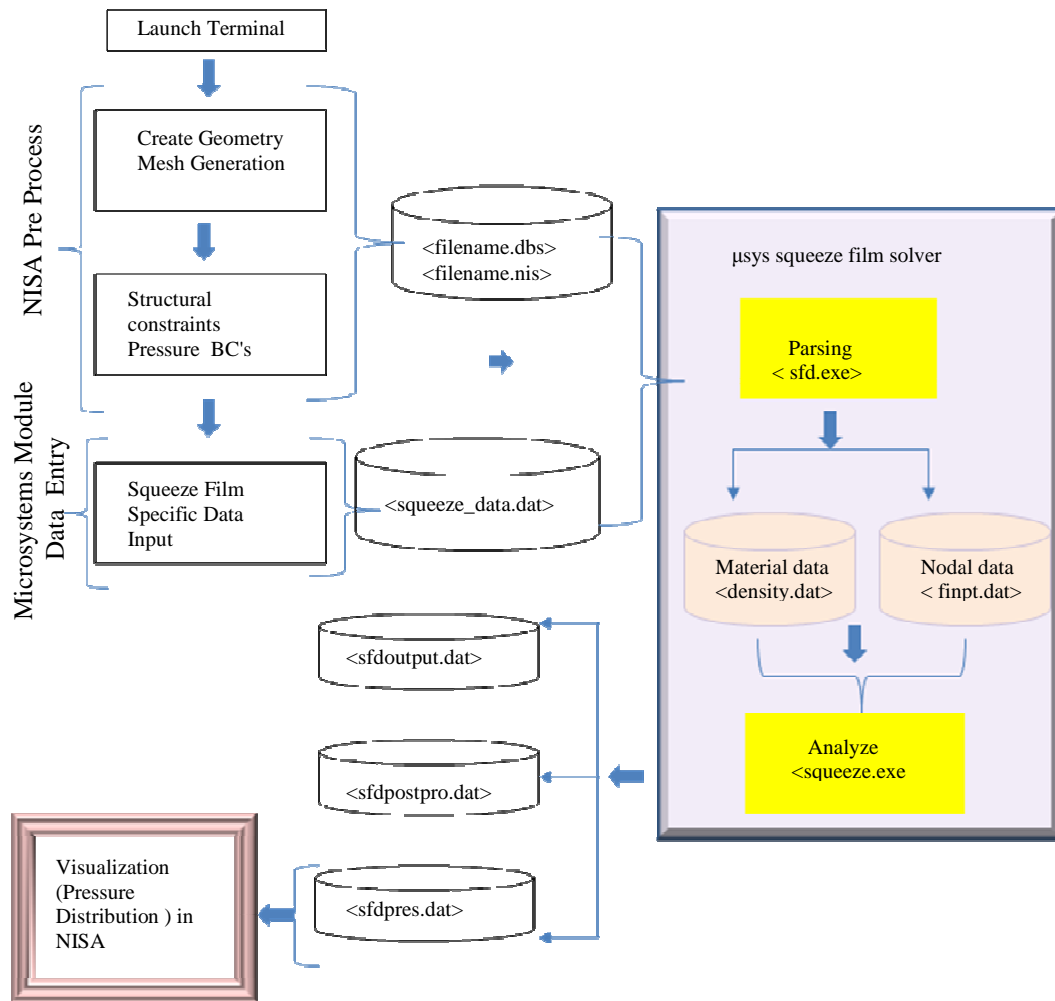 Launch Terminal
NISA Pre Process
Create Geometry
Mesh Generation
Structural
constraints
Pressure BC's
Microsystems Module
Data Entry
Squeeze Film
Specific Data
Input
<filename.dbs>
<filename.nis>
<squeeze_data.dat>
μsys squeeze film solver
Parsing
< sfd.exe>
Material data
<density.dat>
Nodal data
< finpt.dat>
Analyze
<squeeze.exe
<sfdoutput.dat>
<sfdpostpro.dat>
<sfdpres.dat>
Visualization
(Pressure
Distribution ) in
NISA